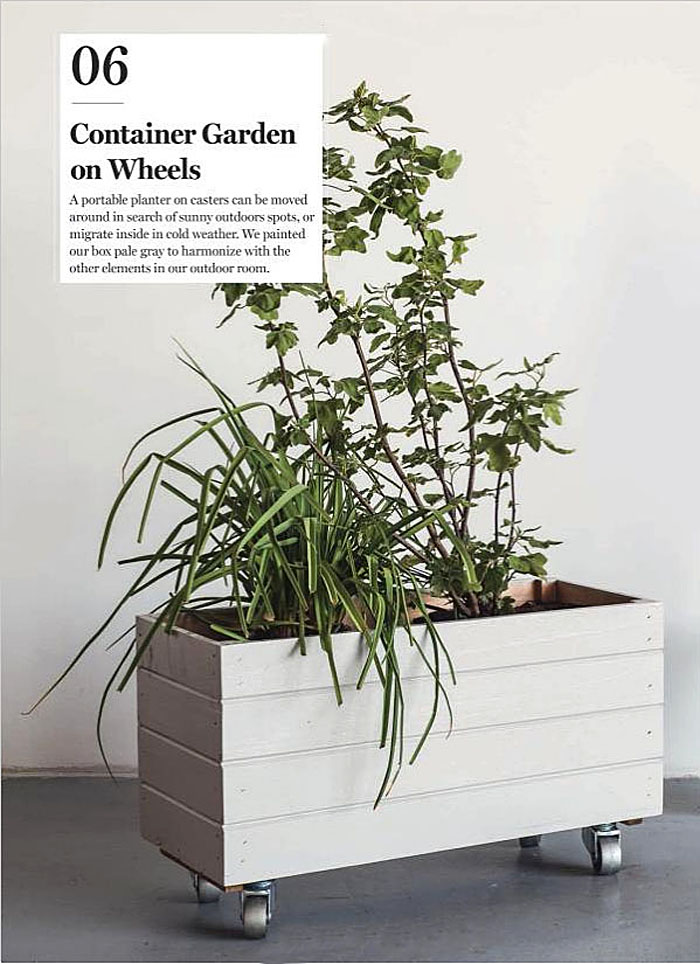 06
Container Garden
on Wheels
A portable planter on casters can be moved
around in search of sunny outdoors spots, or
migrate inside in cold weather. We painted
our box pale gray to harmonize with the
other elements in our outdoor room.